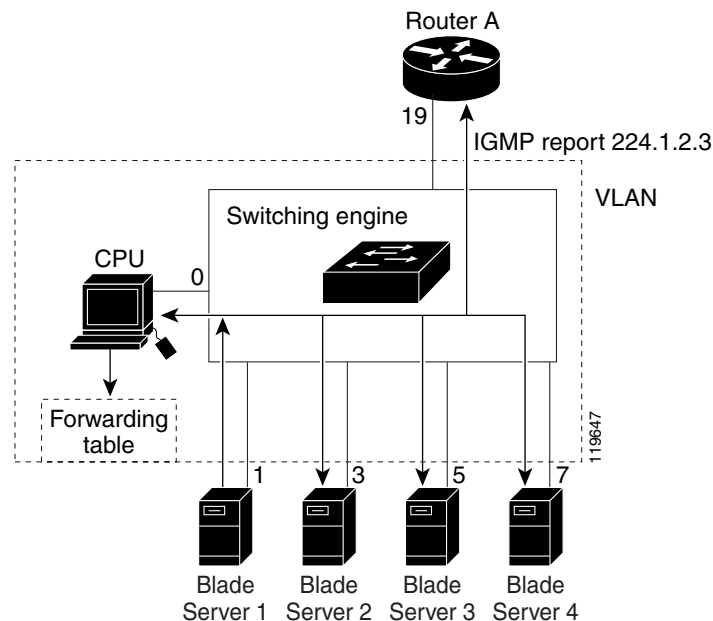 Router A
19
IGMP report 224.1.2.3
VLAN
Switching engine
CPU
0
Forwarding
table
119647
1
3
5
7
Blade
Server 1
Blade
Server 2
Blade
Server 3
Blade
Server 4